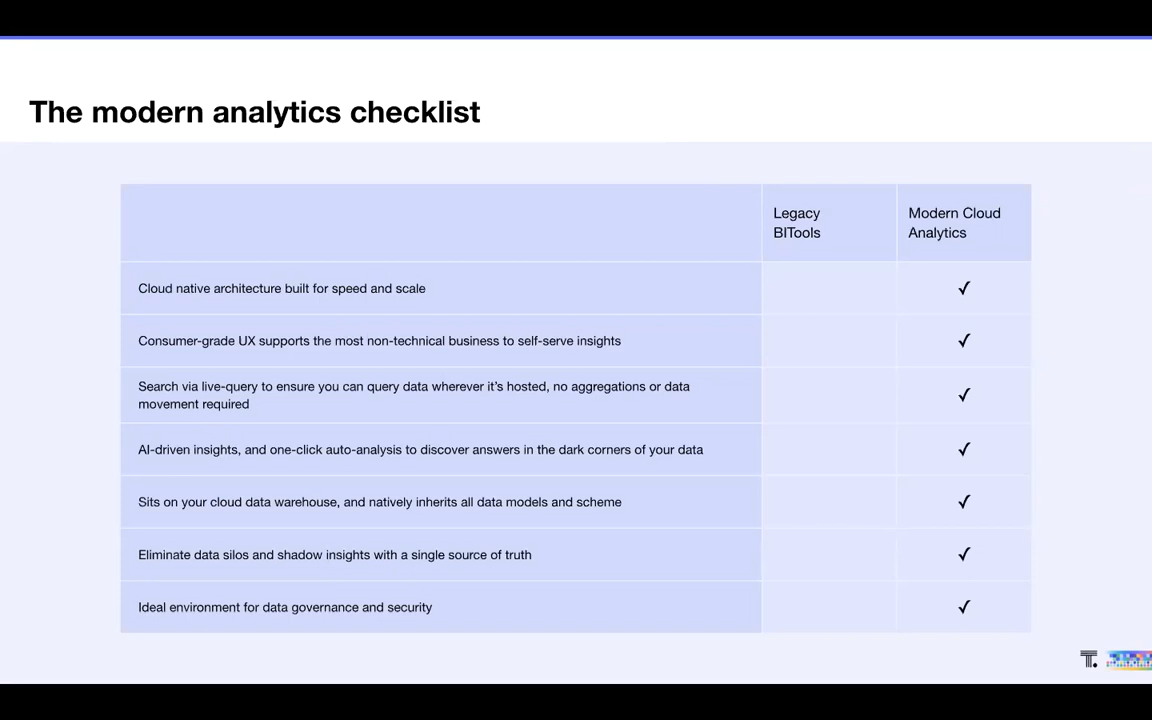 The modern analytics checklist
Legacy
BITools
Modern Cloud
Analytics
Cloud native architecture built for speed and scale
✓
Consumer-grade UX supports the most non-technical business to self-serve insights
✓
Search via live-query to ensure you can query data wherever it’s hosted, no aggregations or data
movement required
✓
AI-driven insights, and one-click auto-analysis to discover answers in the dark corners of your data
✓
Sits on your cloud data warehouse, and natively inherits all data models and scheme
✓
Eliminate data silos and shadow insights with a single source of truth
✓
Ideal environment for data governance and security
✓
T.